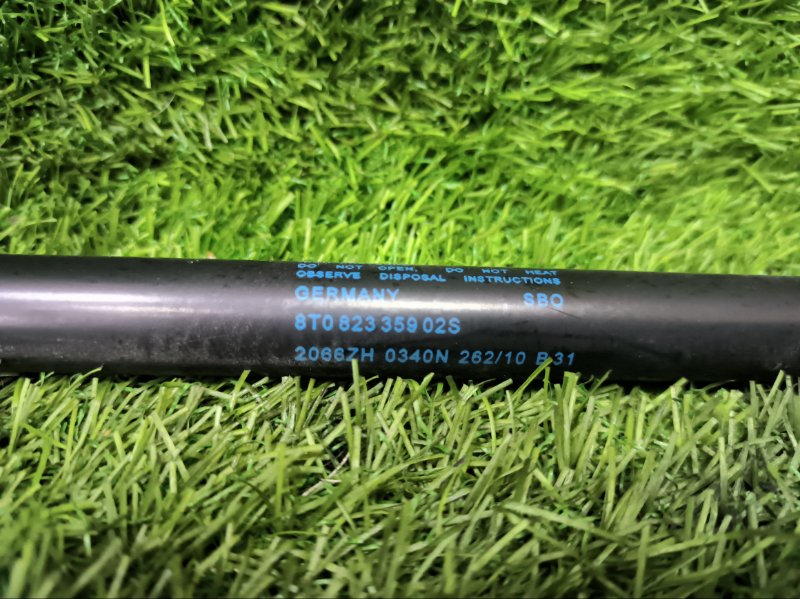 DO NOT OPEN, DO NOT HEAT
OBSERVE DISPOSAL INSTRUCTIONS
GERMANY SBO
8T0 823 359 02S
2066ZH 0340N 262/10 B31